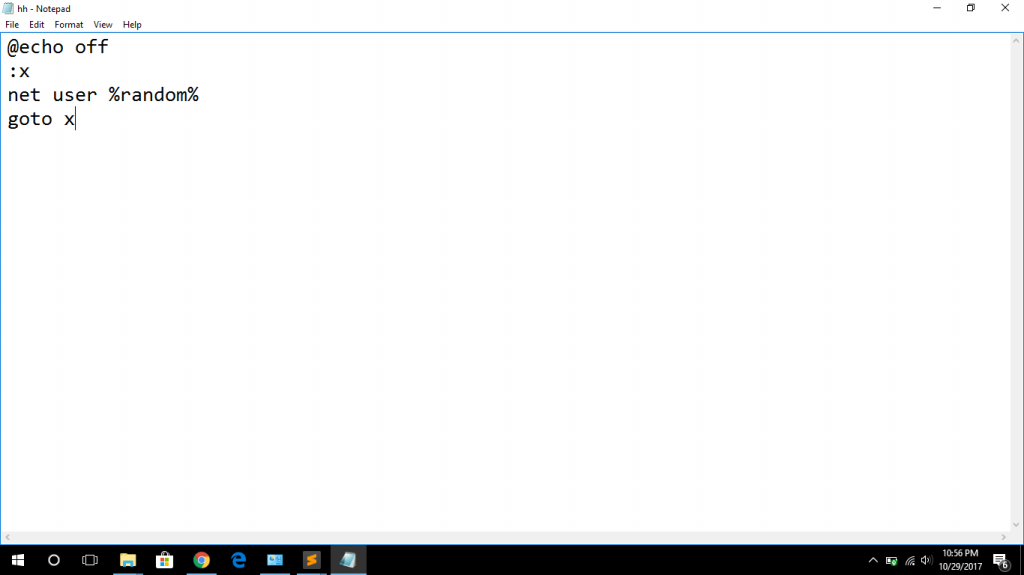 hh - Notepad
File Edit Format View Help
@echo off
:x
net user %random%
goto x
10:56 PM
10/29/2017
6